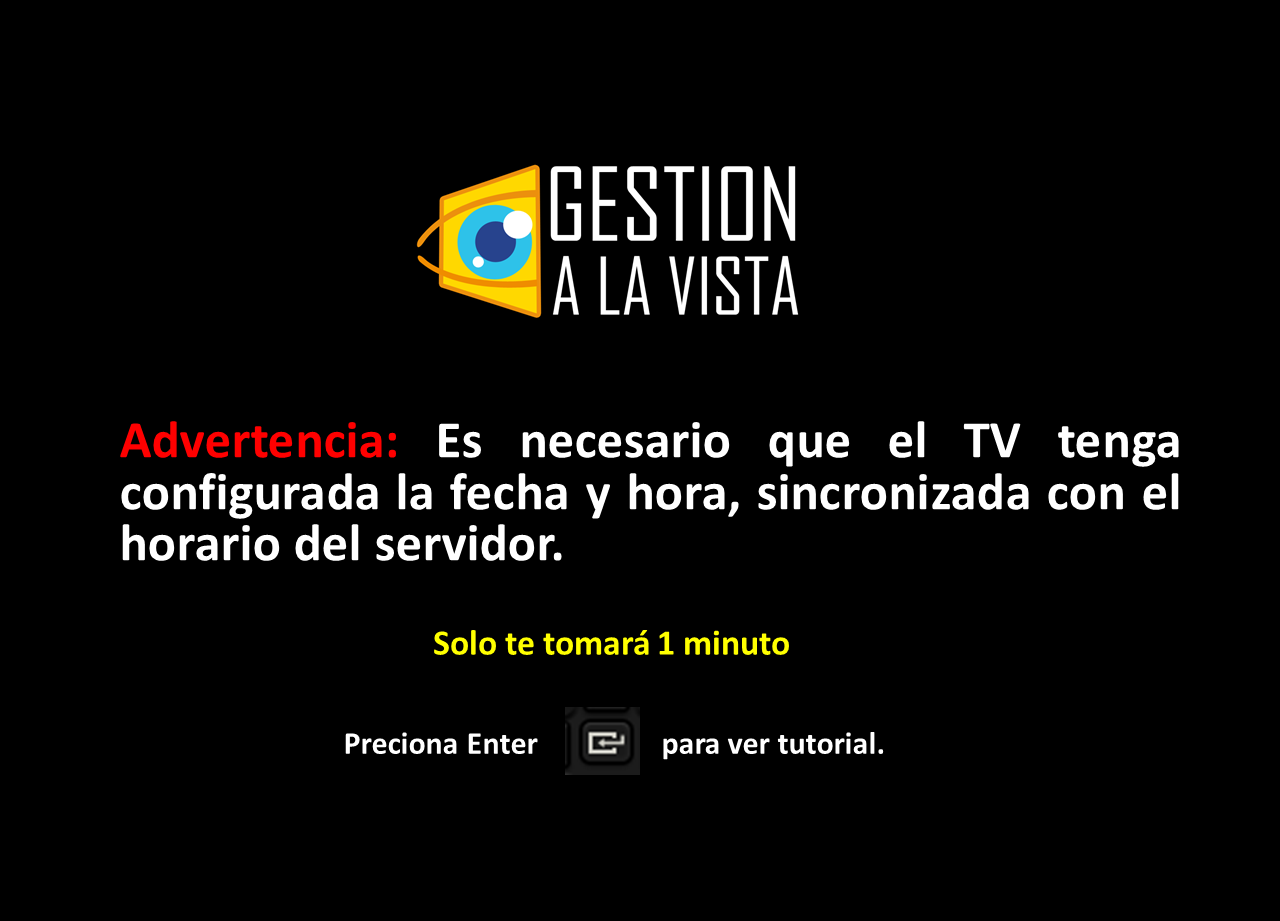 GESTION
A LA VISTA
Advertencia: Es necesario que el TV tenga
configurada la fecha y hora, sincronizada con el
horario del servidor.
Solo te tomará 1 minuto
Preciona Enter para ver tutorial.